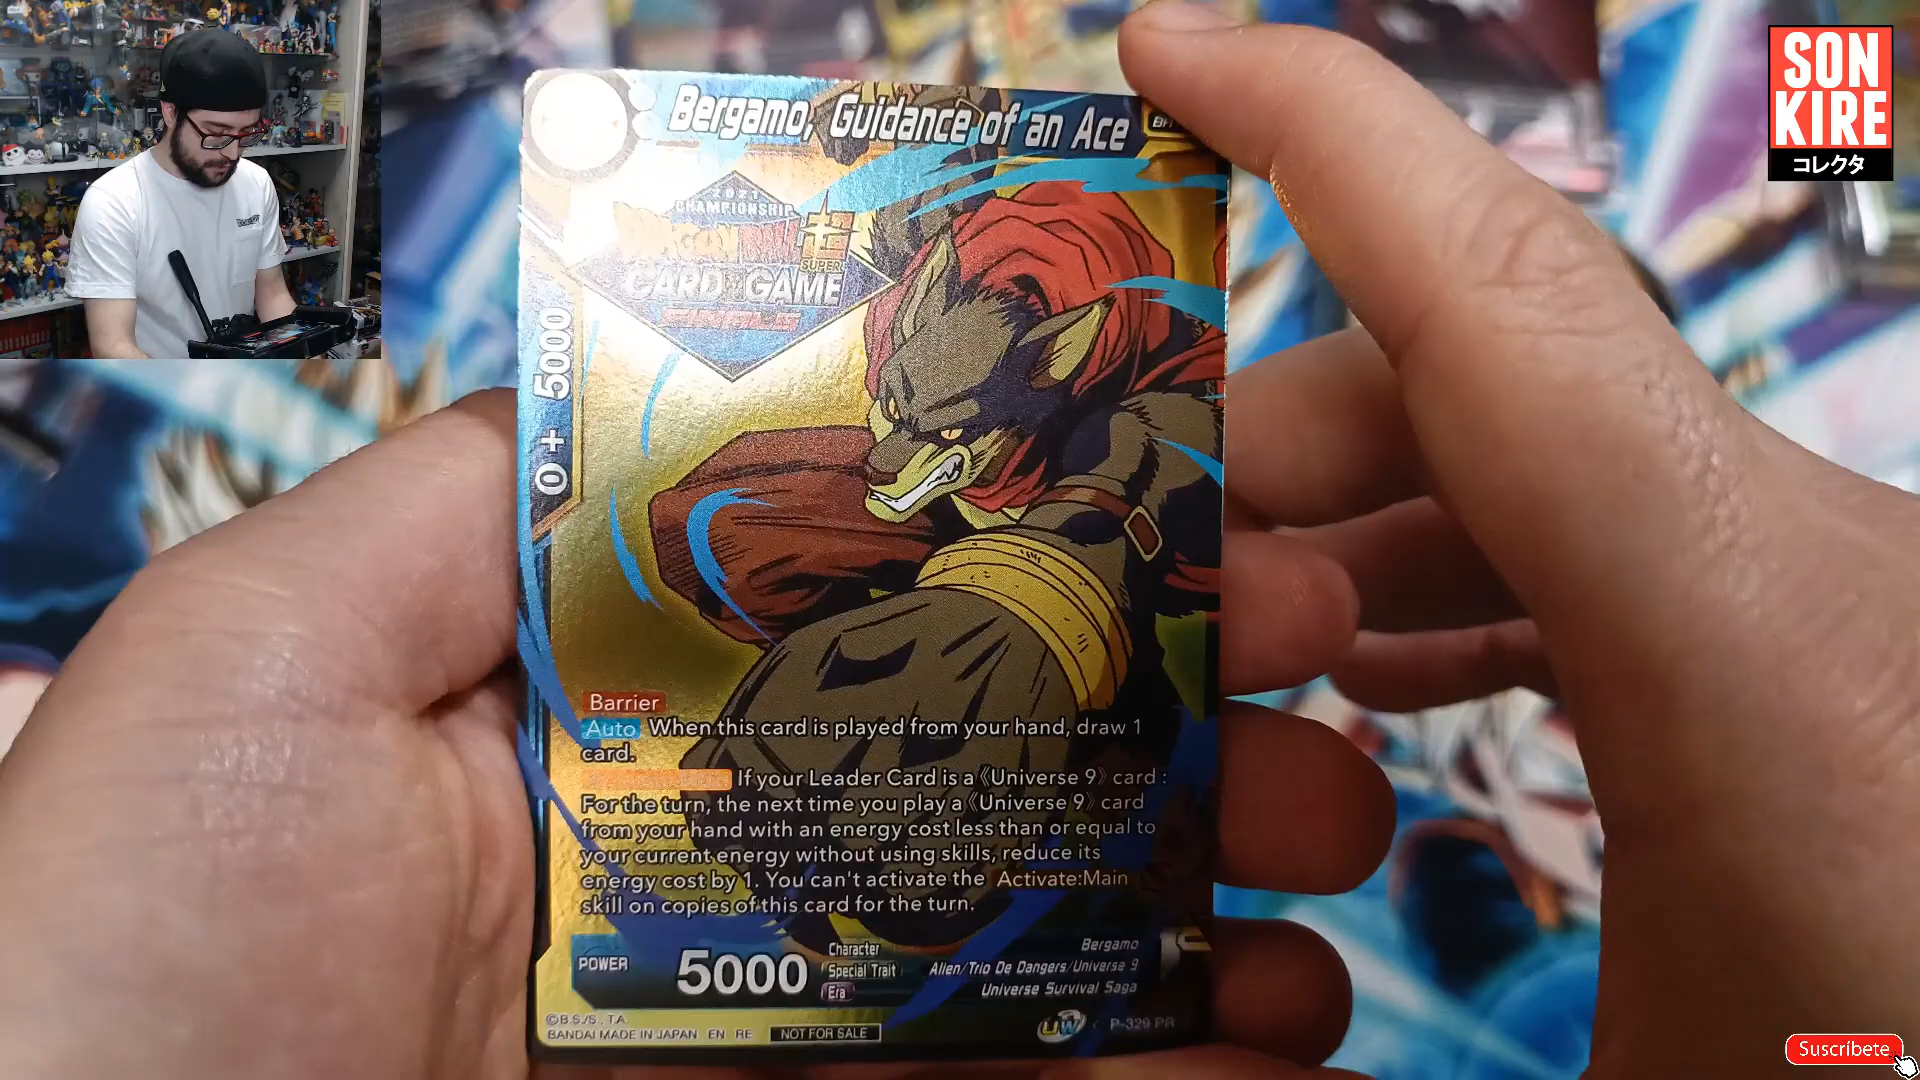 SON
KIRE
コレクタ
Bergamo, Guidance of an Ace
2021
CHAMPIONSHIP
DRAGON BALL
SUPER
CARD GAME
FINALS
0 + 5000
Barrier
Auto When this card is played from your hand, draw 1
card.
If your Leader Card is a《Universe 9》card :
For the turn, the next time you play a《Universe 9》card
from your hand with an energy cost less than or equal to
your current energy without using skills, reduce its
energy cost by 1. You can't activate the Activate:Main
skill on copies of this card for the turn.
POWER 5000
Character Bergamo
Special Trait Alien/Trio De Dangers/Universe 9
Era Universe Survival Saga
©B.S./S., T.A.
BANDAI MADE IN JAPAN EN RE NOT FOR SALE
UW P-329 PR
Suscríbete